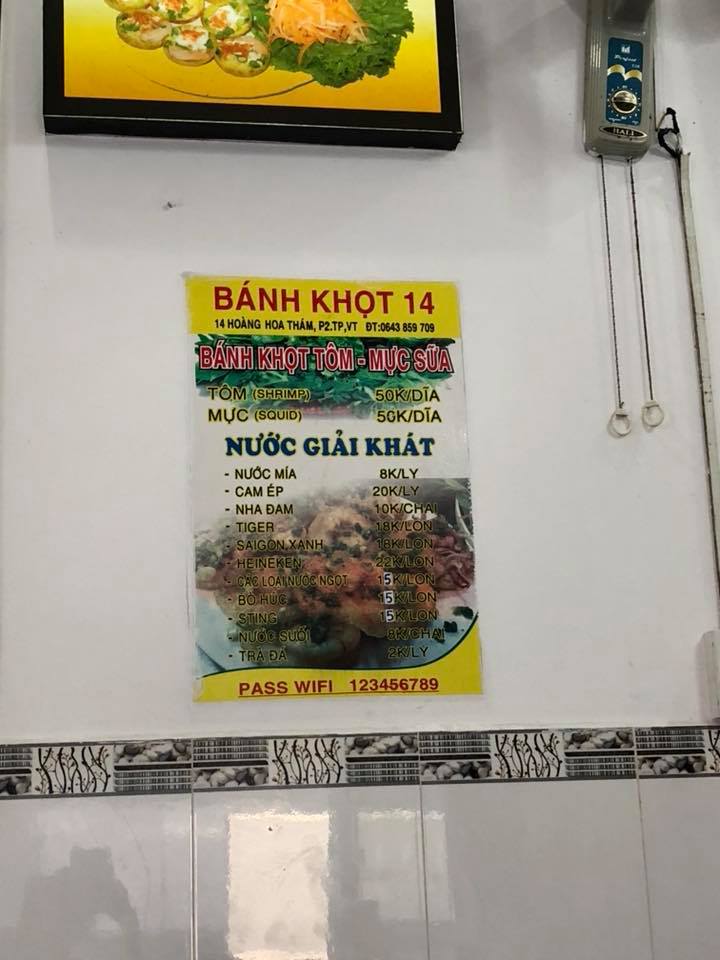 BÁNH KHỌT 14
14 HOÀNG HOA THÁM, P2.TP,VT ĐT:0643 859 709
BÁNH KHỌT TÔM - MỰC SỮA
TÔM (SHRIMP) 50K/DĨA
MỰC (SQUID) 50K/DĨA
NƯỚC GIẢI KHÁT
- NƯỚC MÍA 8K/LY
- CAM ÉP 20K/LY
- NHA ĐAM 10K/CHAI
- TIGER 18K/LON
- SAIGON XANH 18K/LON
- HEINEKEN 22K/LON
- CÁC LOẠI NƯỚC NGỌT 15K/LON
- BÒ HÚC 15K/LON
- STING 15K/LON
- NƯỚC SUỐI 8K/CHAI
- TRÀ ĐÁ 2K/LY
PASS WIFI 123456789
HALI